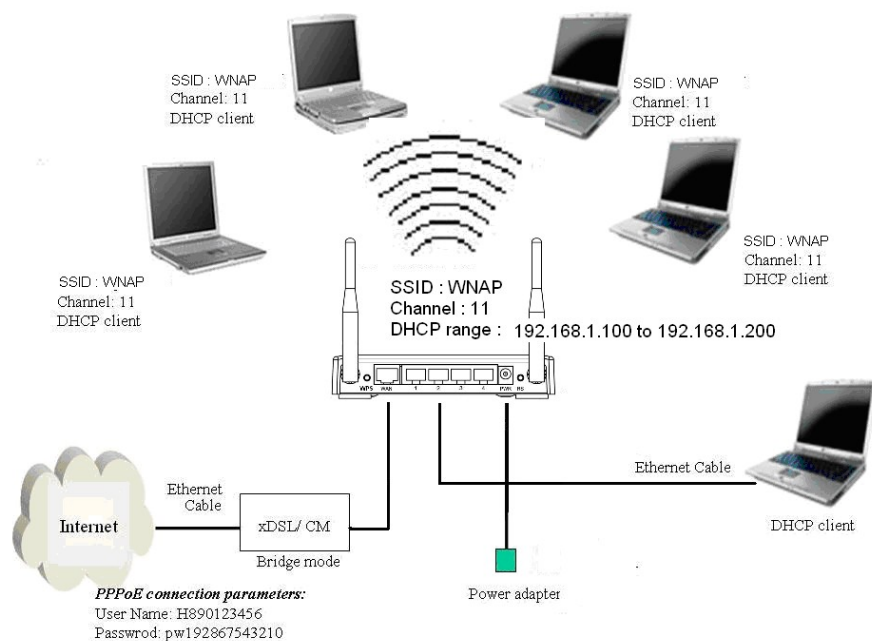 SSID : WNAP
Channel: 11
DHCP client
SSID : WNAP
Channel: 11
DHCP client
SSID : WNAP
Channel: 11
DHCP client
SSID : WNAP
Channel: 11
DHCP client
SSID : WNAP
Channel : 11
DHCP range : 192.168.1.100 to 192.168.1.200
WPS WAN 1 2 3 4 PWR RS
Ethernet Cable
DHCP client
Ethernet
Cable
Internet
xDSL/ CM
Bridge mode
Power adapter
PPPoE connection parameters:
User Name: H890123456
Passwrod: pw192867543210